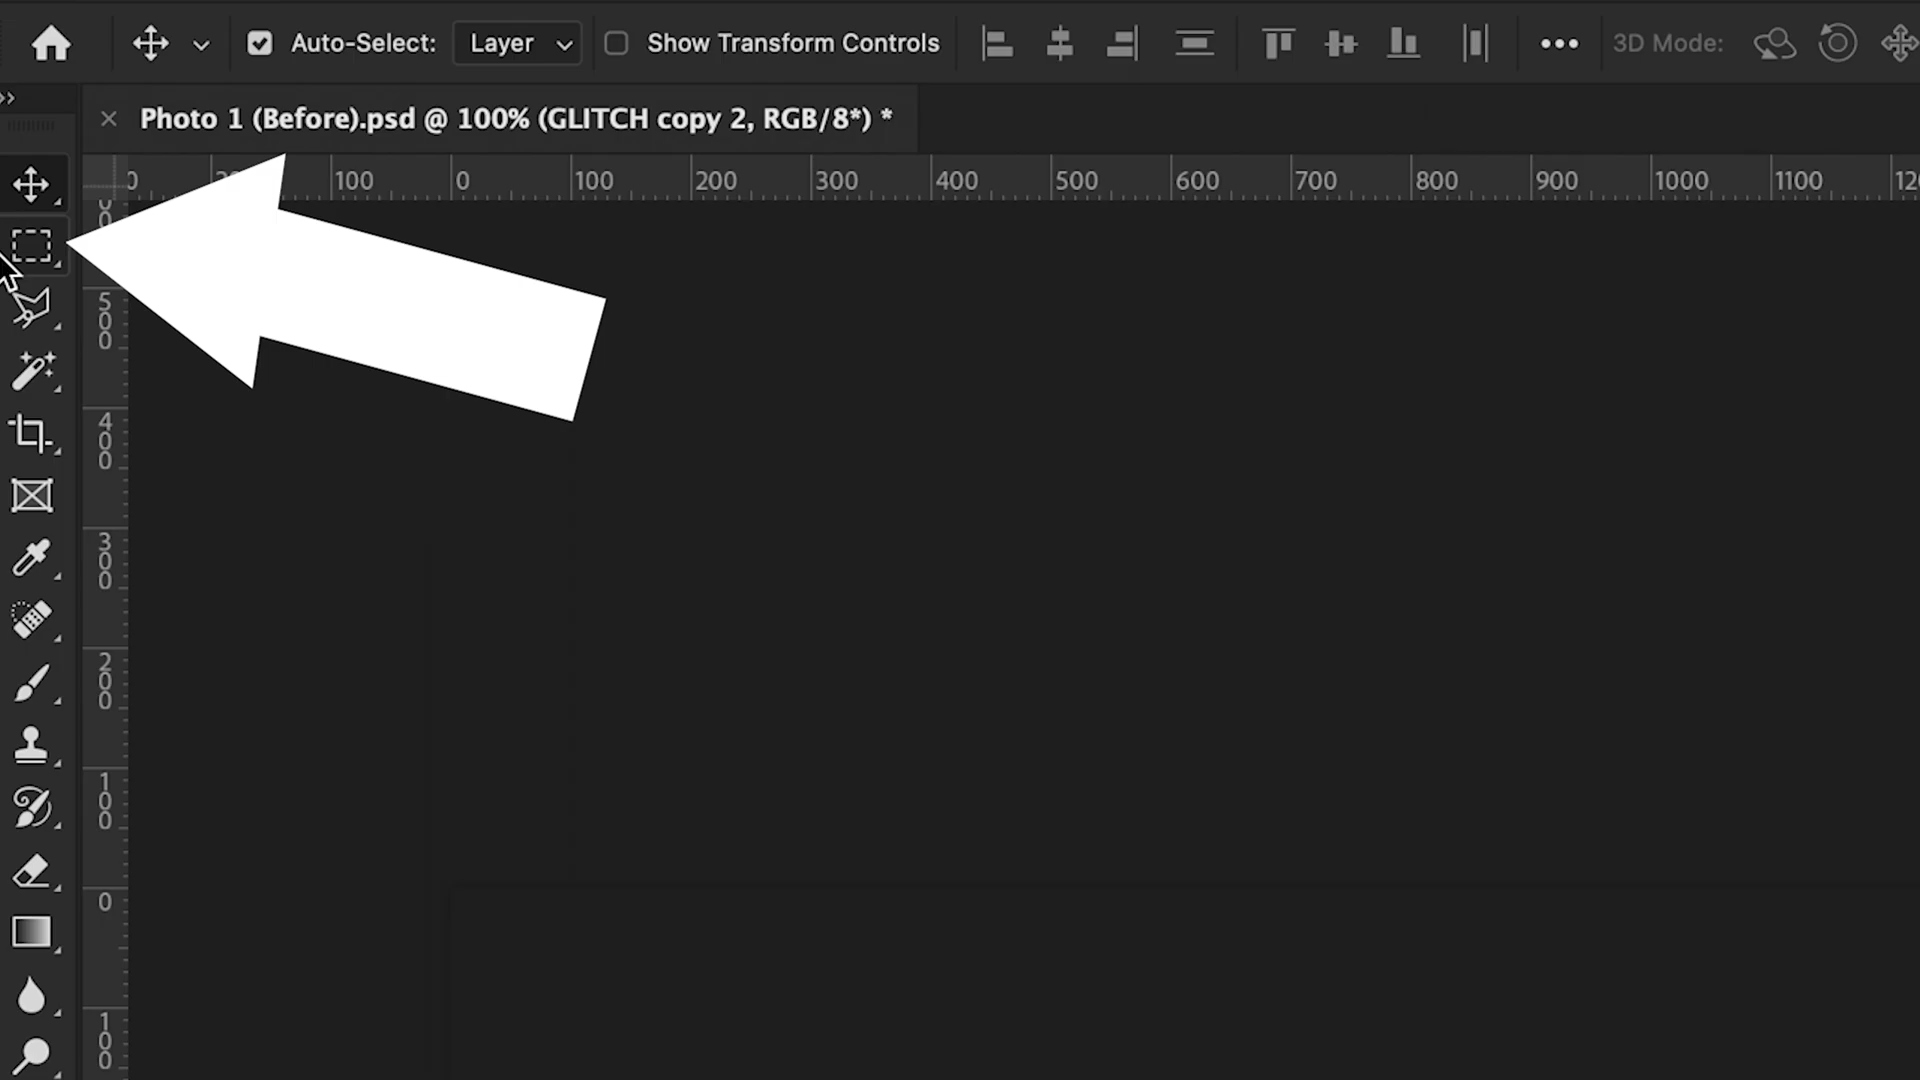 Auto-Select: Layer Show Transform Controls 3D Mode:
Photo 1 (Before).psd @ 100% (GLITCH copy 2, RGB/8*) *
100 0 100 200 300 400 500 600 700 800 900 1000 1100
500
400
300
200
100
0
100